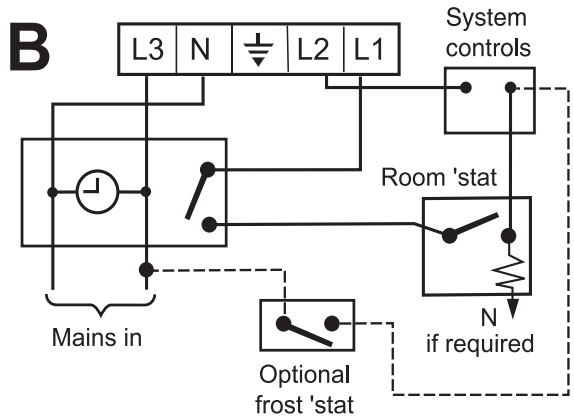 B
L3 N L2 L1
System
controls
Room 'stat
Mains in
N
if required
Optional
frost 'stat